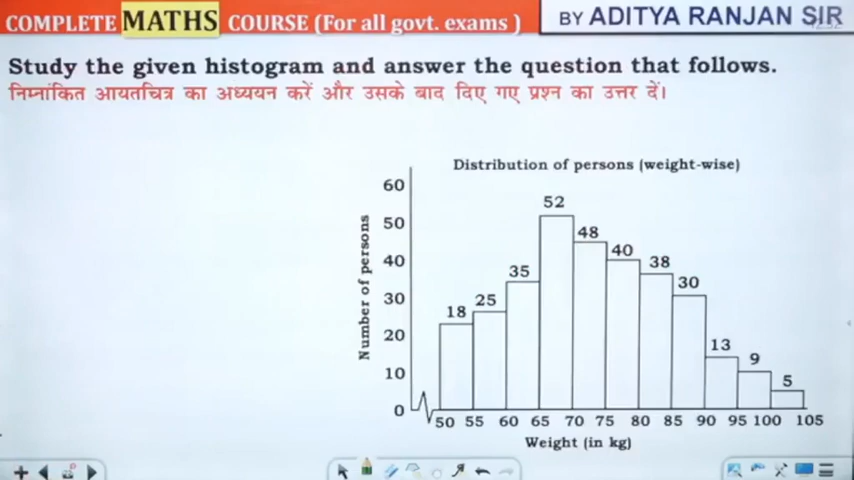 COMPLETE MATHS COURSE (For all govt. exams )
BY ADITYA RANJAN SIR
Study the given histogram and answer the question that follows.
निम्नांकित आयतचित्र का अध्ययन करें और उसके बाद दिए गए प्रश्न का उत्तर दें।
Distribution of persons (weight-wise)
Number of persons
60
50
40
30
20
10
0
18 25 35 52 48 40 38 30 13 9 5
50 55 60 65 70 75 80 85 90 95 100 105
Weight (in kg)